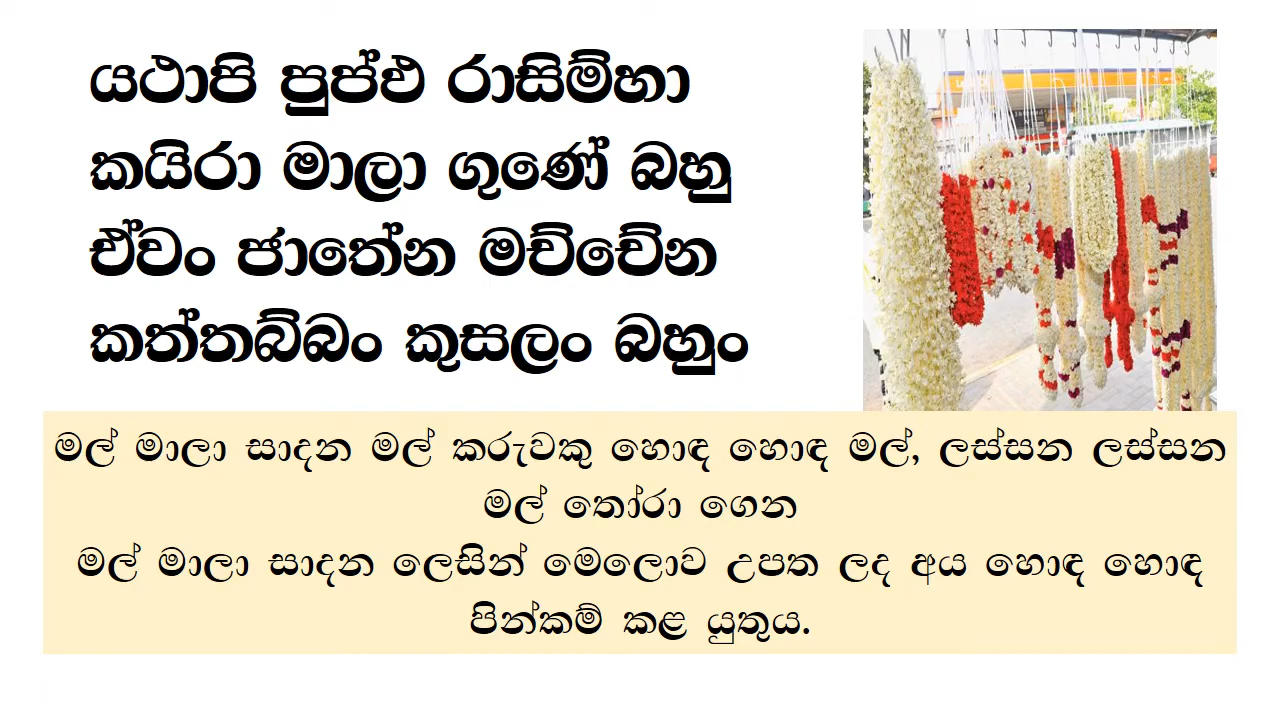 යථාපි පුප්ඵ රාසිම්හා
කයිරා මාලා ගුණේ බහු
ඒවං ජාතේන මච්චේන
කත්තබ්බං කුසලං බහුං
මල් මාලා සාදන මල් කරුවකු හොඳ හොඳ මල්, ලස්සන ලස්සන
මල් තෝරා ගෙන
මල් මාලා සාදන ලෙසින් මෙලොව උපත ලද අය හොඳ හොඳ
පින්කම් කළ යුතුය.